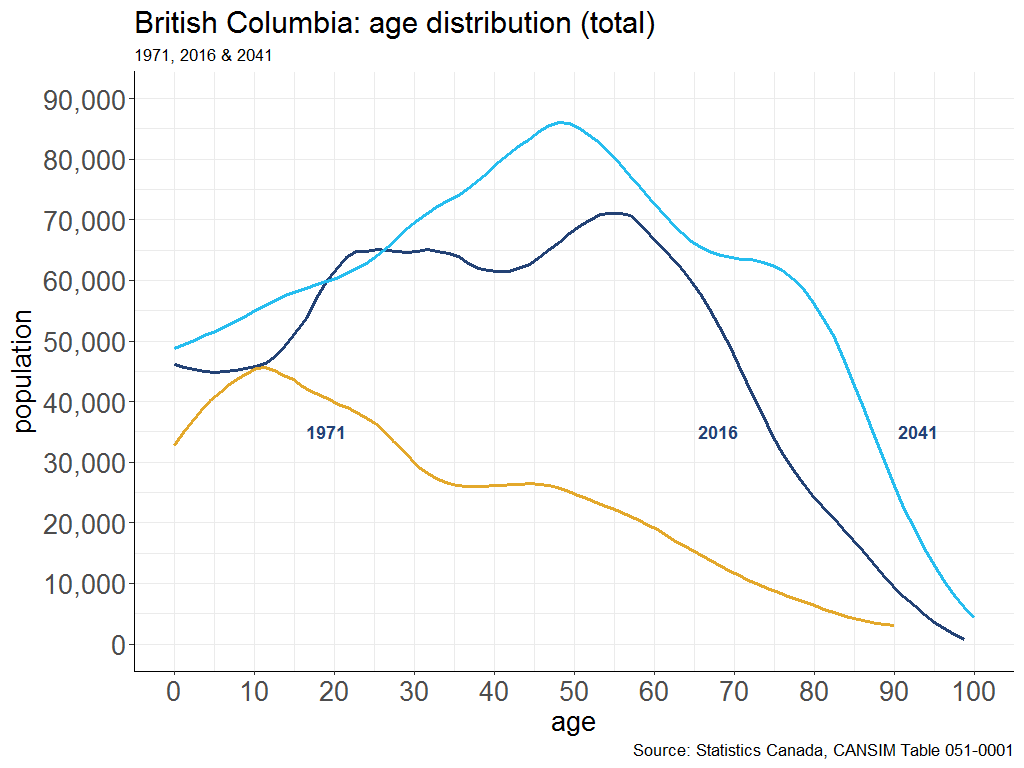 British Columbia: age distribution (total)
1971, 2016 & 2041
90,000
80,000
70,000
60,000
50,000
40,000
30,000
20,000
10,000
0
population
1971
2016
2041
0 10 20 30 40 50 60 70 80 90 100
age
Source: Statistics Canada, CANSIM Table 051-0001